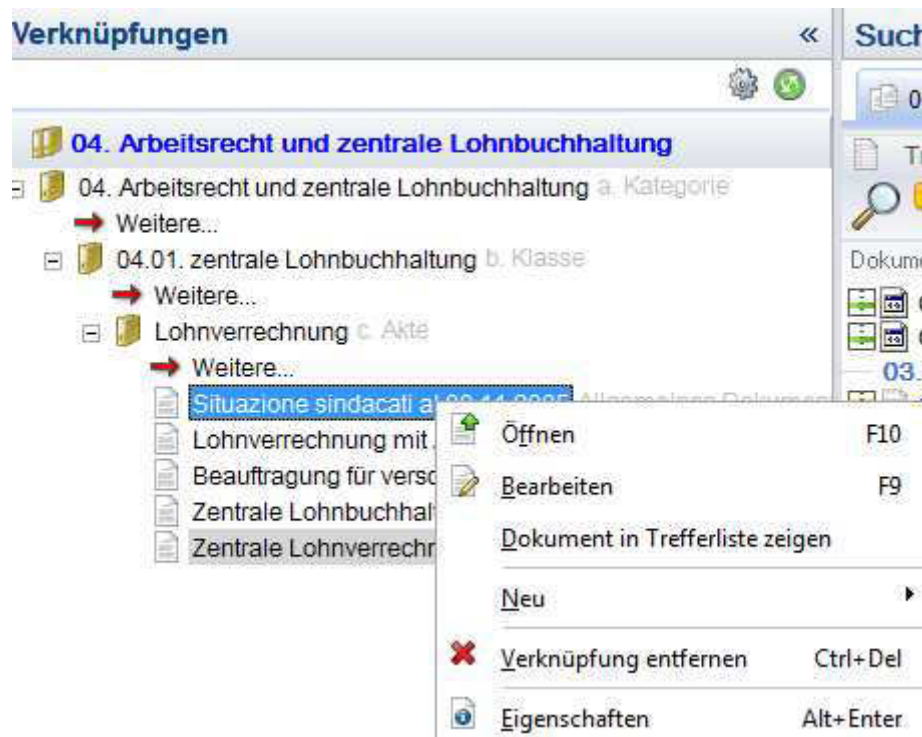 Verknüpfungen «
Such
0
04. Arbeitsrecht und zentrale Lohnbuchhaltung
04. Arbeitsrecht und zentrale Lohnbuchhaltung a. Kategorie
Weitere...
04.01. zentrale Lohnbuchhaltung b. Klasse
Dokume
Weitere...
Lohnverrechnung c. Akte
03.
Weitere...
Situazione sindacati
Öffnen F10
Lohnverrechnung mit
Bearbeiten F9
Beauftragung für versc
Zentrale Lohnbuchhal
Dokument in Trefferliste zeigen
Zentrale Lohnverrechn
Neu
Verknüpfung entfernen Ctrl+Del
Eigenschaften Alt+Enter